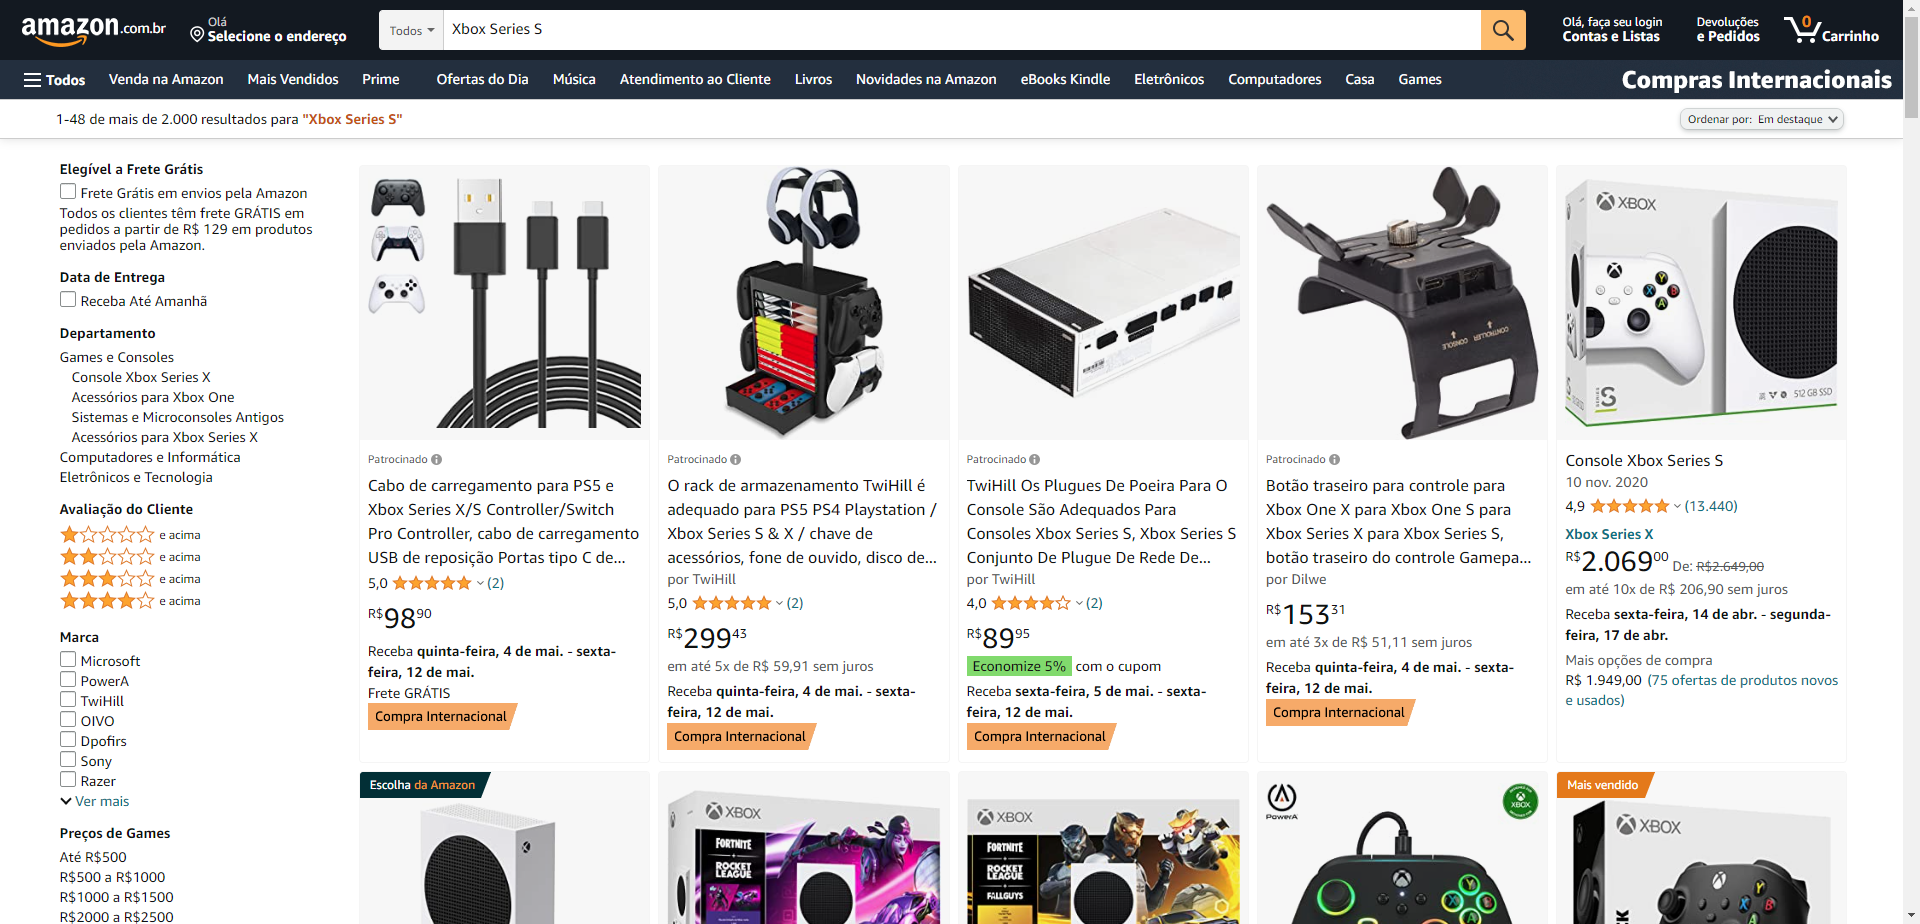 amazon.com.br
Olá
Selecione o endereço
Todos
Xbox Series S
Olá, faça seu login
Contas e Listas
Devoluções
e Pedidos
0
Carrinho
Todos
Venda na Amazon
Mais Vendidos
Prime
Ofertas do Dia
Música
Atendimento ao Cliente
Livros
Novidades na Amazon
eBooks Kindle
Eletrônicos
Computadores
Casa
Games
Compras Internacionais
1-48 de mais de 2.000 resultados para "Xbox Series S"
Ordenar por: Em destaque
Elegível a Frete Grátis
Frete Grátis em envios pela Amazon
Todos os clientes têm frete GRÁTIS em
pedidos a partir de R$ 129 em produtos
enviados pela Amazon.
Data de Entrega
Receba Até Amanhã
Departamento
Games e Consoles
Console Xbox Series X
Acessórios para Xbox One
Sistemas e Microconsoles Antigos
Acessórios para Xbox Series X
Computadores e Informática
Eletrônicos e Tecnologia
Avaliação do Cliente
e acima
e acima
e acima
e acima
Marca
Microsoft
PowerA
TwiHill
OIVO
Dpofirs
Sony
Razer
Ver mais
Preços de Games
Até R$500
R$500 a R$1000
R$1000 a R$1500
R$2000 a R$2500
Patrocinado
Cabo de carregamento para PS5 e
Xbox Series X/S Controller/Switch
Pro Controller, cabo de carregamento
USB de reposição Portas tipo C de...
5,0 (2)
R$9890
Receba quinta-feira, 4 de mai. - sexta-
feira, 12 de mai.
Frete GRÁTIS
Compra Internacional
Patrocinado
O rack de armazenamento TwiHill é
adequado para PS5 PS4 Playstation /
Xbox Series S & X / chave de
acessórios, fone de ouvido, disco de...
por TwiHill
5,0 (2)
R$29943
em até 5x de R$ 59,91 sem juros
Receba quinta-feira, 4 de mai. - sexta-
feira, 12 de mai.
Compra Internacional
Patrocinado
TwiHill Os Plugues De Poeira Para O
Console São Adequados Para
Consoles Xbox Series S, Xbox Series S
Conjunto De Plugue De Rede De...
por TwiHill
4,0 (2)
R$8995
Economize 5% com o cupom
Receba sexta-feira, 5 de mai. - sexta-
feira, 12 de mai.
Compra Internacional
CONTROLLER
CONSOLE
Patrocinado
Botão traseiro para controle para
Xbox One X para Xbox One S para
Xbox Series X para Xbox Series S,
botão traseiro do controle Gamepa...
por Dilwe
R$15331
em até 3x de R$ 51,11 sem juros
Receba quinta-feira, 4 de mai. - sexta-
feira, 12 de mai.
Compra Internacional
XBOX
Y
X B
A
SERIES S
512 GB SSD
Console Xbox Series S
10 nov. 2020
4,9 (13.440)
Xbox Series X
R$2.06900 De: R$2.649,00
em até 10x de R$ 206,90 sem juros
Receba sexta-feira, 14 de abr. - segunda-
feira, 17 de abr.
Mais opções de compra
R$ 1.949,00 (75 ofertas de produtos novos
e usados)
Escolha da Amazon
XBOX
FORTNITE
+
ROCKET
LEAGUE
XBOX
FORTNITE
+
ROCKET
LEAGUE
+
FALLGUYS
PowerA
XBOX
Y
X B
A
Mais vendido
XBOX
Y
X B
A